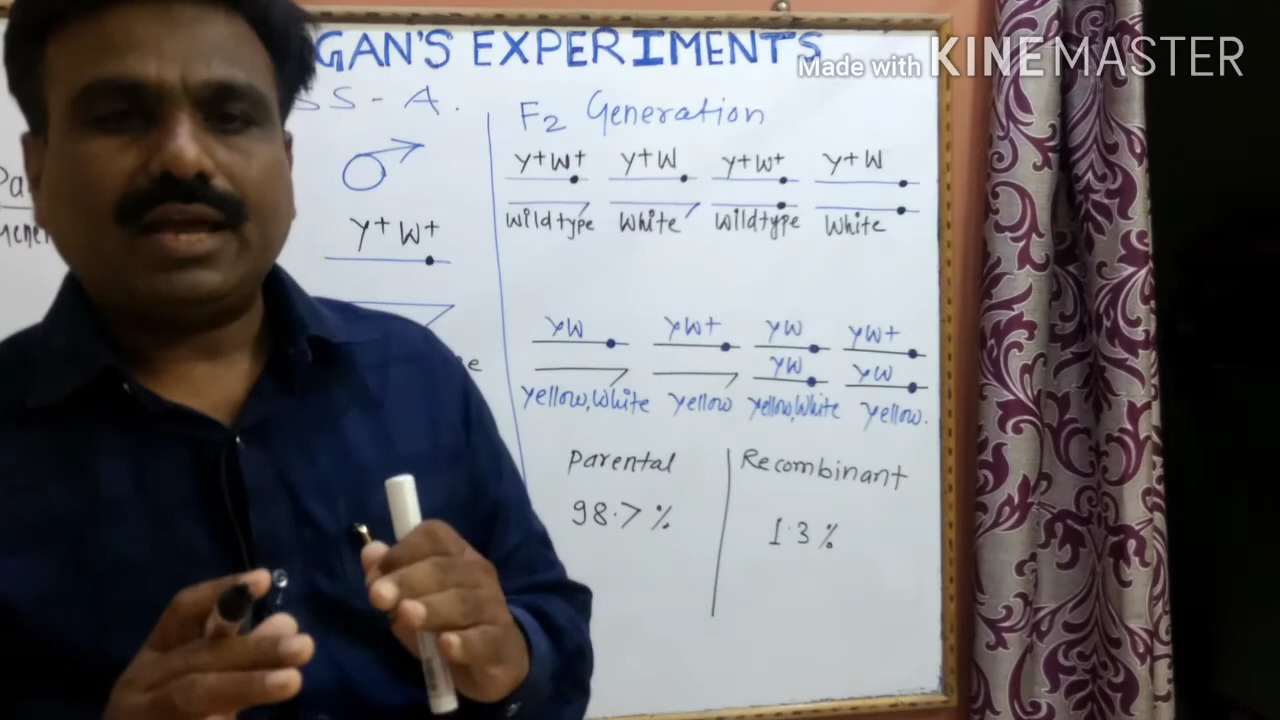 GAN'S EXPERIMENTS
Made with KINEMASTER
SS-A.
F2 Generation
y+w+ y+w y+w+ y+w
Wildtype White Wildtype White
y+w+
yw yw+ yw yw+
yw yw
Yellow,White Yellow Yellow,White Yellow.
Parental Recombinant
98.7% 1.3%